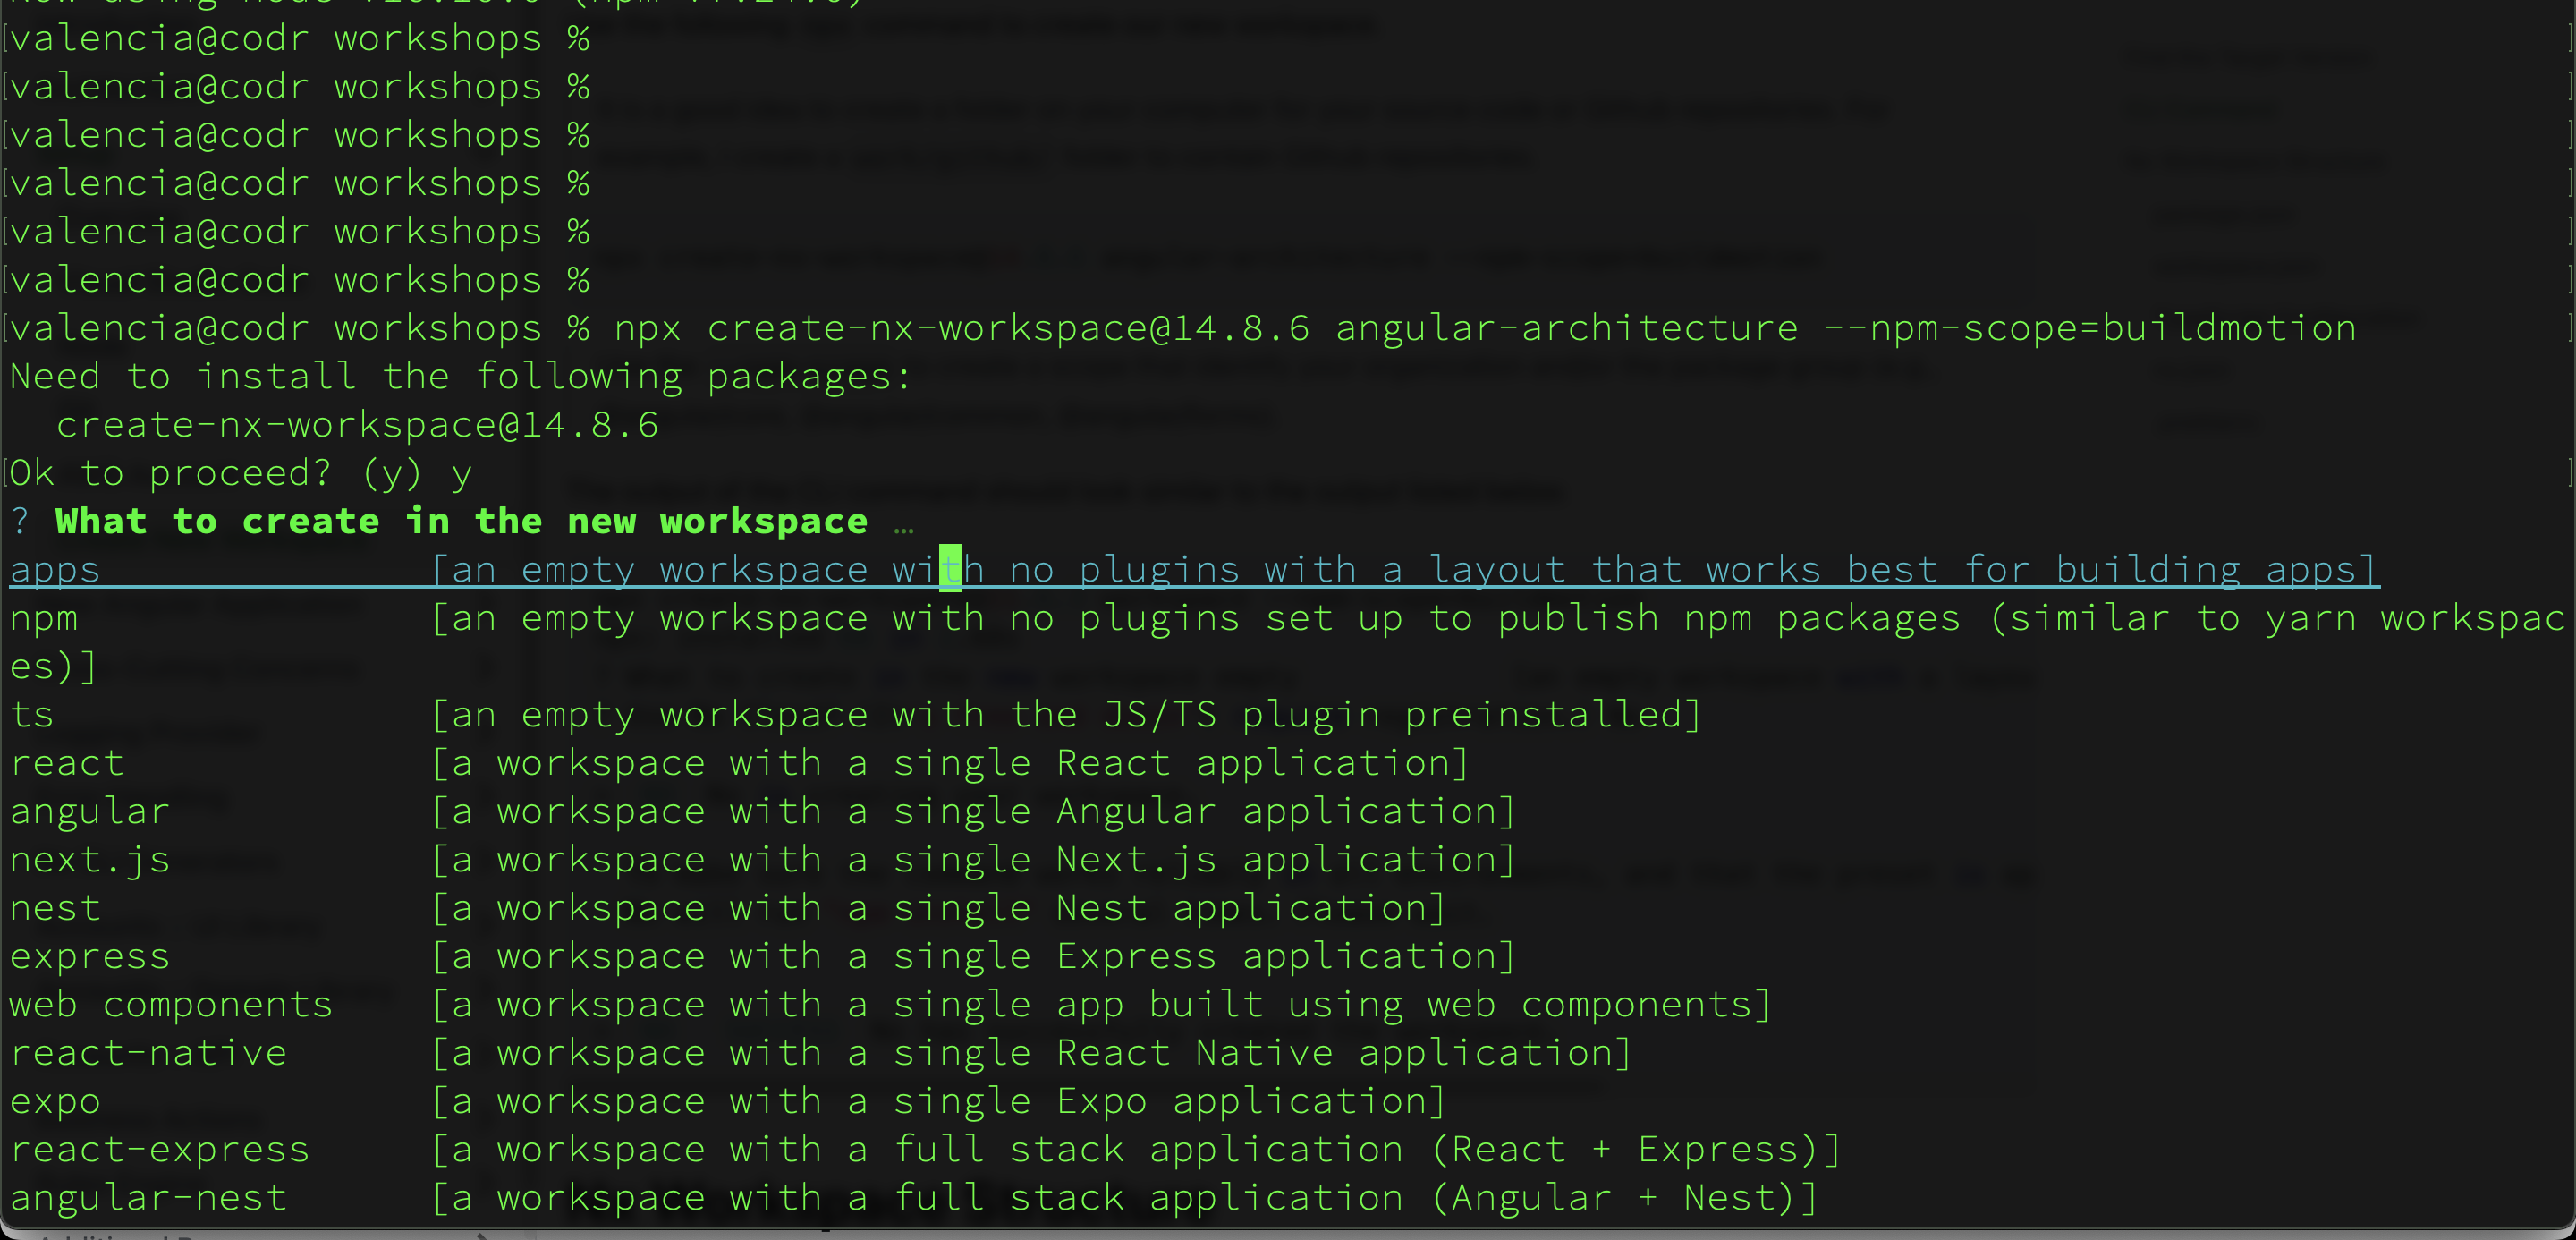 [valencia@codr workshops % ]
[valencia@codr workshops % ]
[valencia@codr workshops % ]
[valencia@codr workshops % ]
[valencia@codr workshops % ]
[valencia@codr workshops % ]
[valencia@codr workshops % npx create-nx-workspace@14.8.6 angular-architecture --npm-scope=buildmotion ]
Need to install the following packages:
  create-nx-workspace@14.8.6
[Ok to proceed? (y) y ]
? What to create in the new workspace …
apps [an empty workspace with no plugins with a layout that works best for building apps]
npm [an empty workspace with no plugins set up to publish npm packages (similar to yarn workspac
es)]
ts [an empty workspace with the JS/TS plugin preinstalled]
react [a workspace with a single React application]
angular [a workspace with a single Angular application]
next.js [a workspace with a single Next.js application]
nest [a workspace with a single Nest application]
express [a workspace with a single Express application]
web components [a workspace with a single app built using web components]
react-native [a workspace with a single React Native application]
expo [a workspace with a single Expo application]
react-express [a workspace with a full stack application (React + Express)]
angular-nest [a workspace with a full stack application (Angular + Nest)]